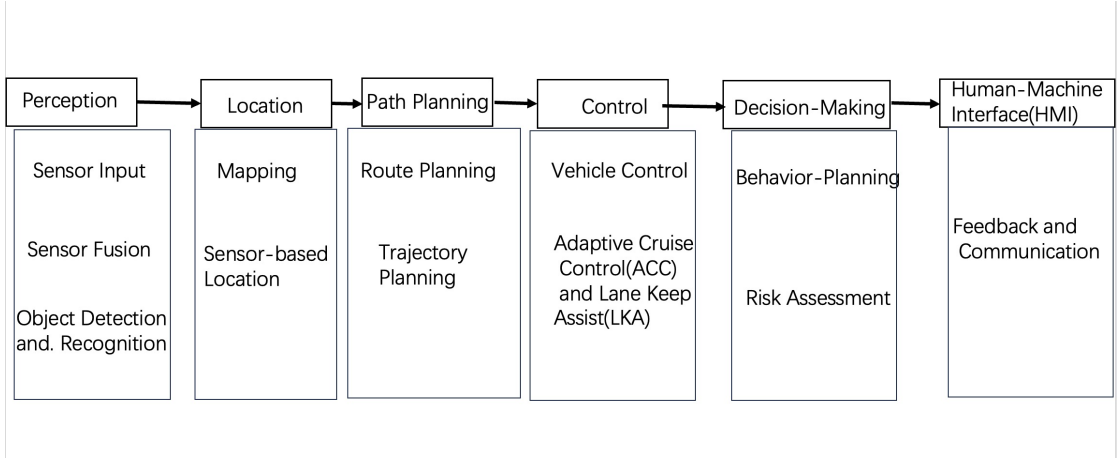 Perception
Location
Path Planning
Control
Decision-Making
Human-Machine
Interface(HMI)
Sensor Input
Sensor Fusion
Object Detection
and. Recognition
Mapping
Sensor-based
Location
Route Planning
Trajectory
Planning
Vehicle Control
Adaptive Cruise
Control(ACC)
and Lane Keep
Assist(LKA)
Behavior-Planning
Risk Assessment
Feedback and
Communication